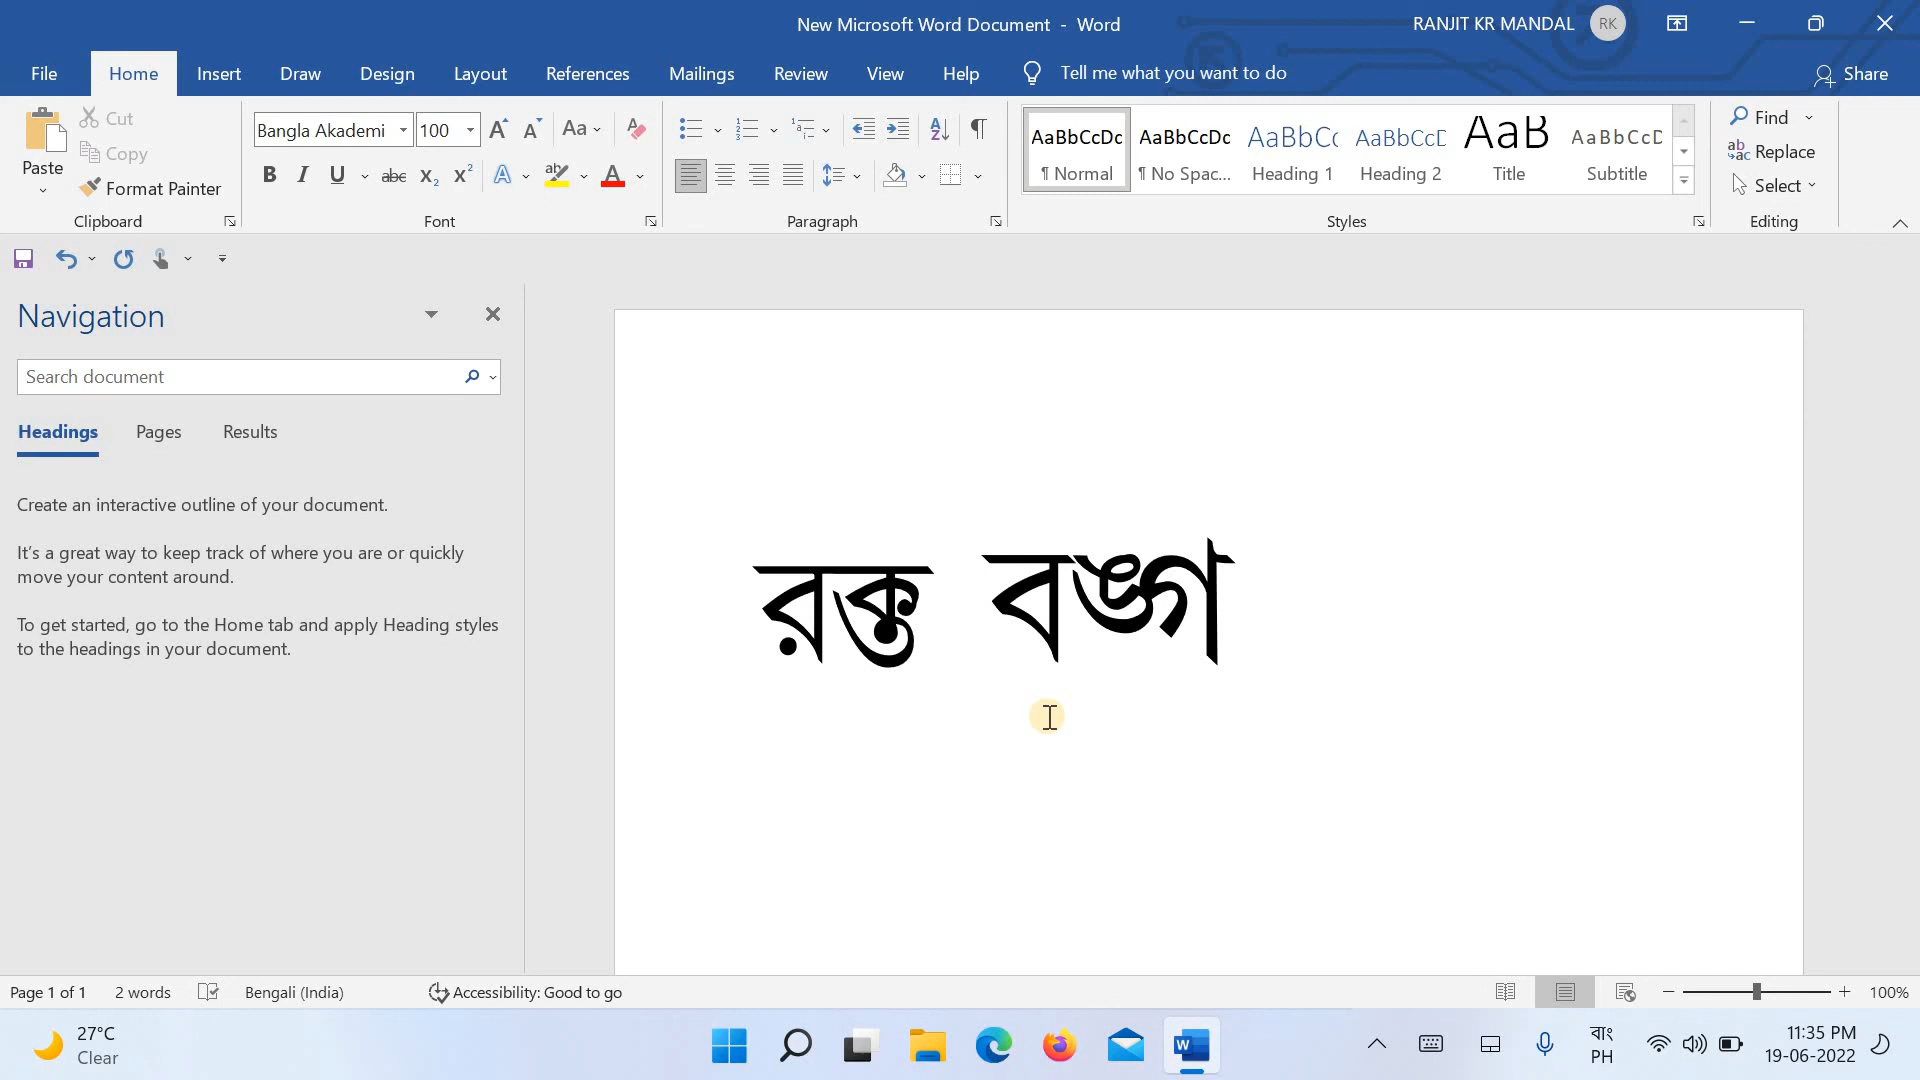 New Microsoft Word Document - Word RANJIT KR MANDAL RK
File Home Insert Draw Design Layout References Mailings Review View Help Tell me what you want to do Share
Paste Cut Copy Format Painter Clipboard
Bangla Akademi 100 Aa
B I U abc X₂ X² A ab A
Font
Paragraph
AaBbCcDc AaBbCcDc AaBbC AaBbCcD AaB AaBbCcD
¶ Normal ¶ No Spac... Heading 1 Heading 2 Title Subtitle
Styles
Find
Replace
Select
Editing
Navigation
Search document
Headings Pages Results
Create an interactive outline of your document.
It's a great way to keep track of where you are or quickly
move your content around.
To get started, go to the Home tab and apply Heading styles
to the headings in your document.
রক্ত বঙ্গ
Page 1 of 1 2 words Bengali (India) Accessibility: Good to go 100%
27°C
Clear
W
বাং
PH
11:35 PM
19-06-2022